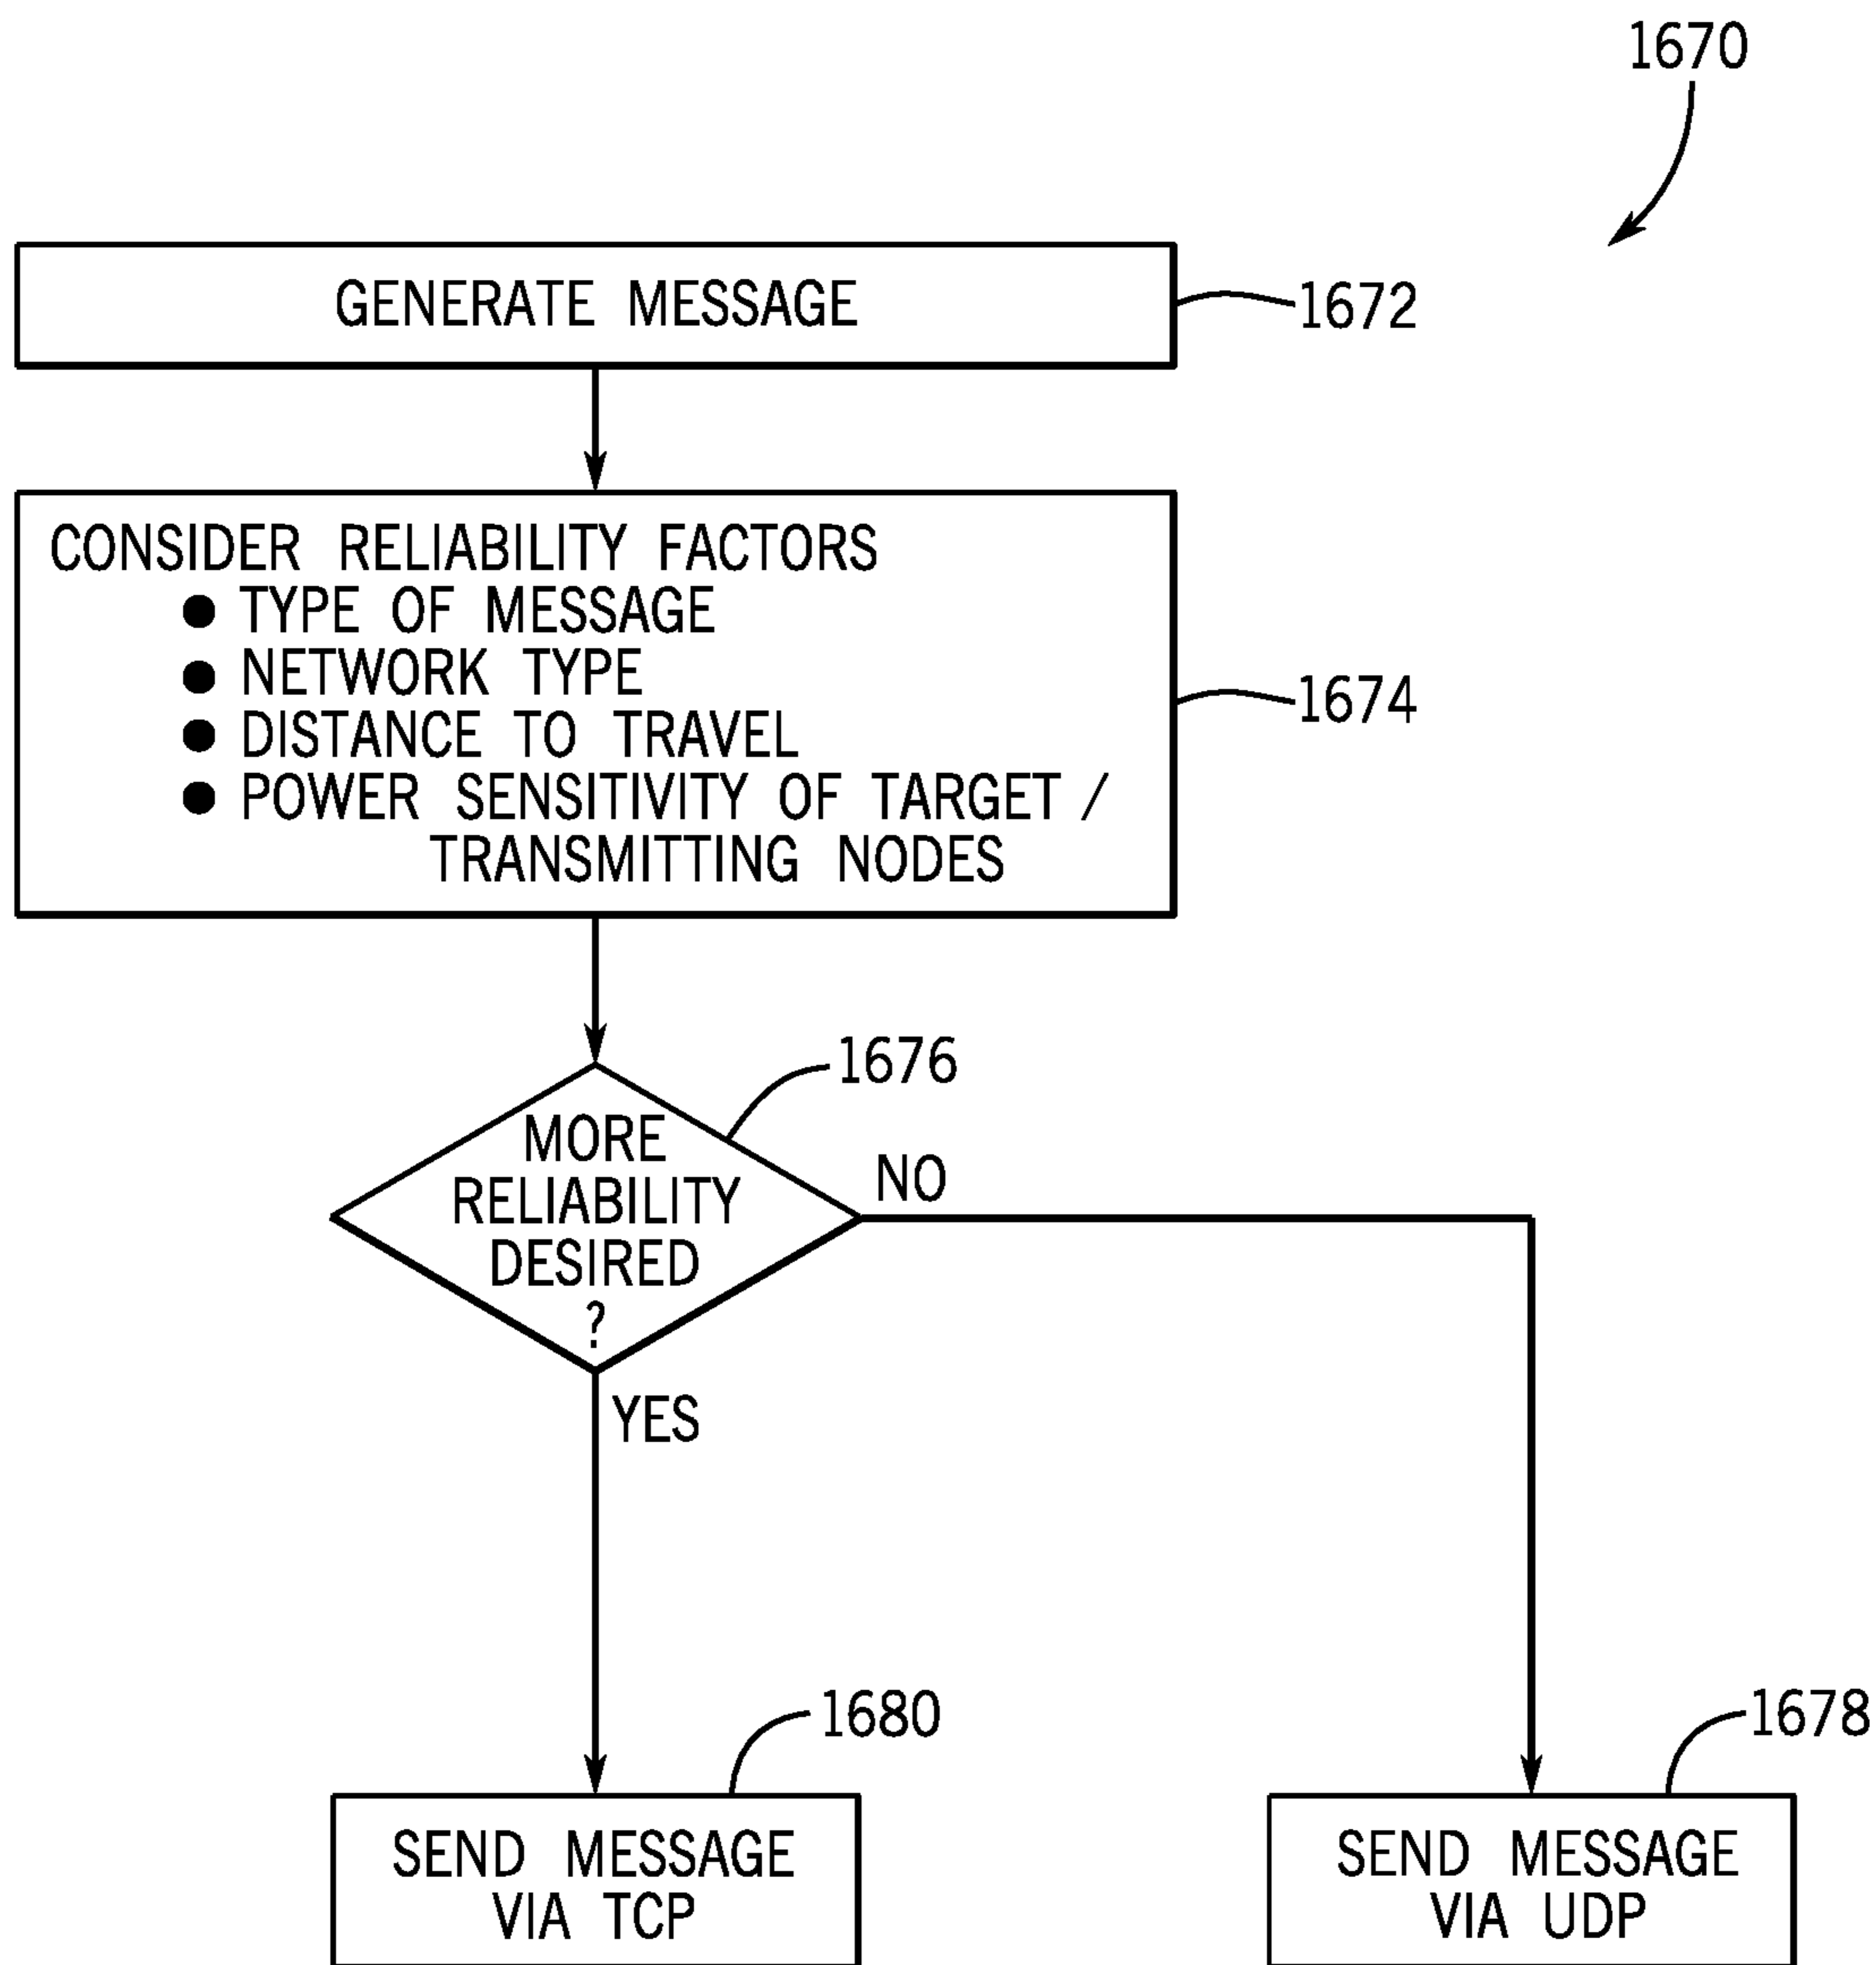 1670
GENERATE MESSAGE
1672
CONSIDER RELIABILITY FACTORS
● TYPE OF MESSAGE
● NETWORK TYPE
● DISTANCE TO TRAVEL
● POWER SENSITIVITY OF TARGET /
TRANSMITTING NODES
1674
1676
MORE
RELIABILITY
DESIRED
?
NO
YES
1680
SEND MESSAGE
VIA TCP
1678
SEND MESSAGE
VIA UDP